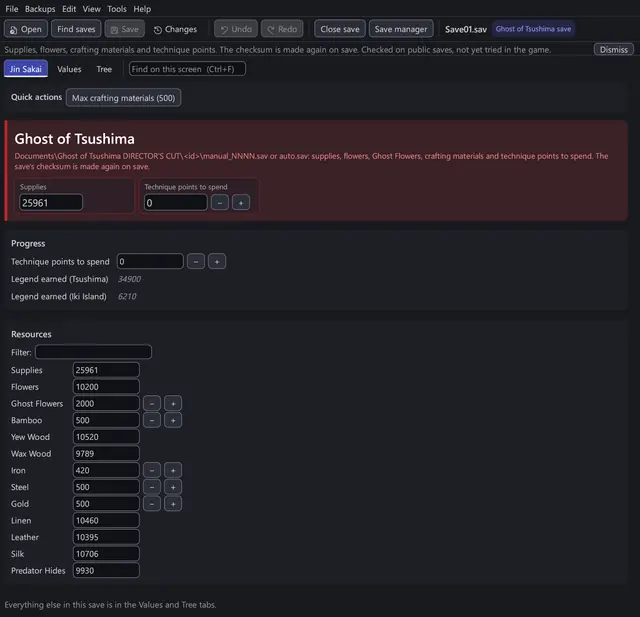 File Backups Edit View Tools Help
Open Find saves Save Changes Undo Redo Close save Save manager Save01.sav Ghost of Tsushima save
Supplies, flowers, crafting materials and technique points. The checksum is made again on save. Checked on public saves, not yet tried in the game. Dismiss
Jin Sakai Values Tree Find on this screen (Ctrl+F)
Quick actions Max crafting materials (500)
Ghost of Tsushima
Documents\Ghost of Tsushima DIRECTOR'S CUT\<id>\manual_NNNN.sav or auto.sav: supplies, flowers, Ghost Flowers, crafting materials and technique points to spend. The
save's checksum is made again on save.
Supplies Technique points to spend
25961 0 − +
Progress
Technique points to spend 0 − +
Legend earned (Tsushima) 34900
Legend earned (Iki Island) 6210
Resources
Filter:
Supplies 25961
Flowers 10200
Ghost Flowers 2000 − +
Bamboo 500 − +
Yew Wood 10520
Wax Wood 9789
Iron 420 − +
Steel 500 − +
Gold 500 − +
Linen 10460
Leather 10395
Silk 10706
Predator Hides 9930
Everything else in this save is in the Values and Tree tabs.